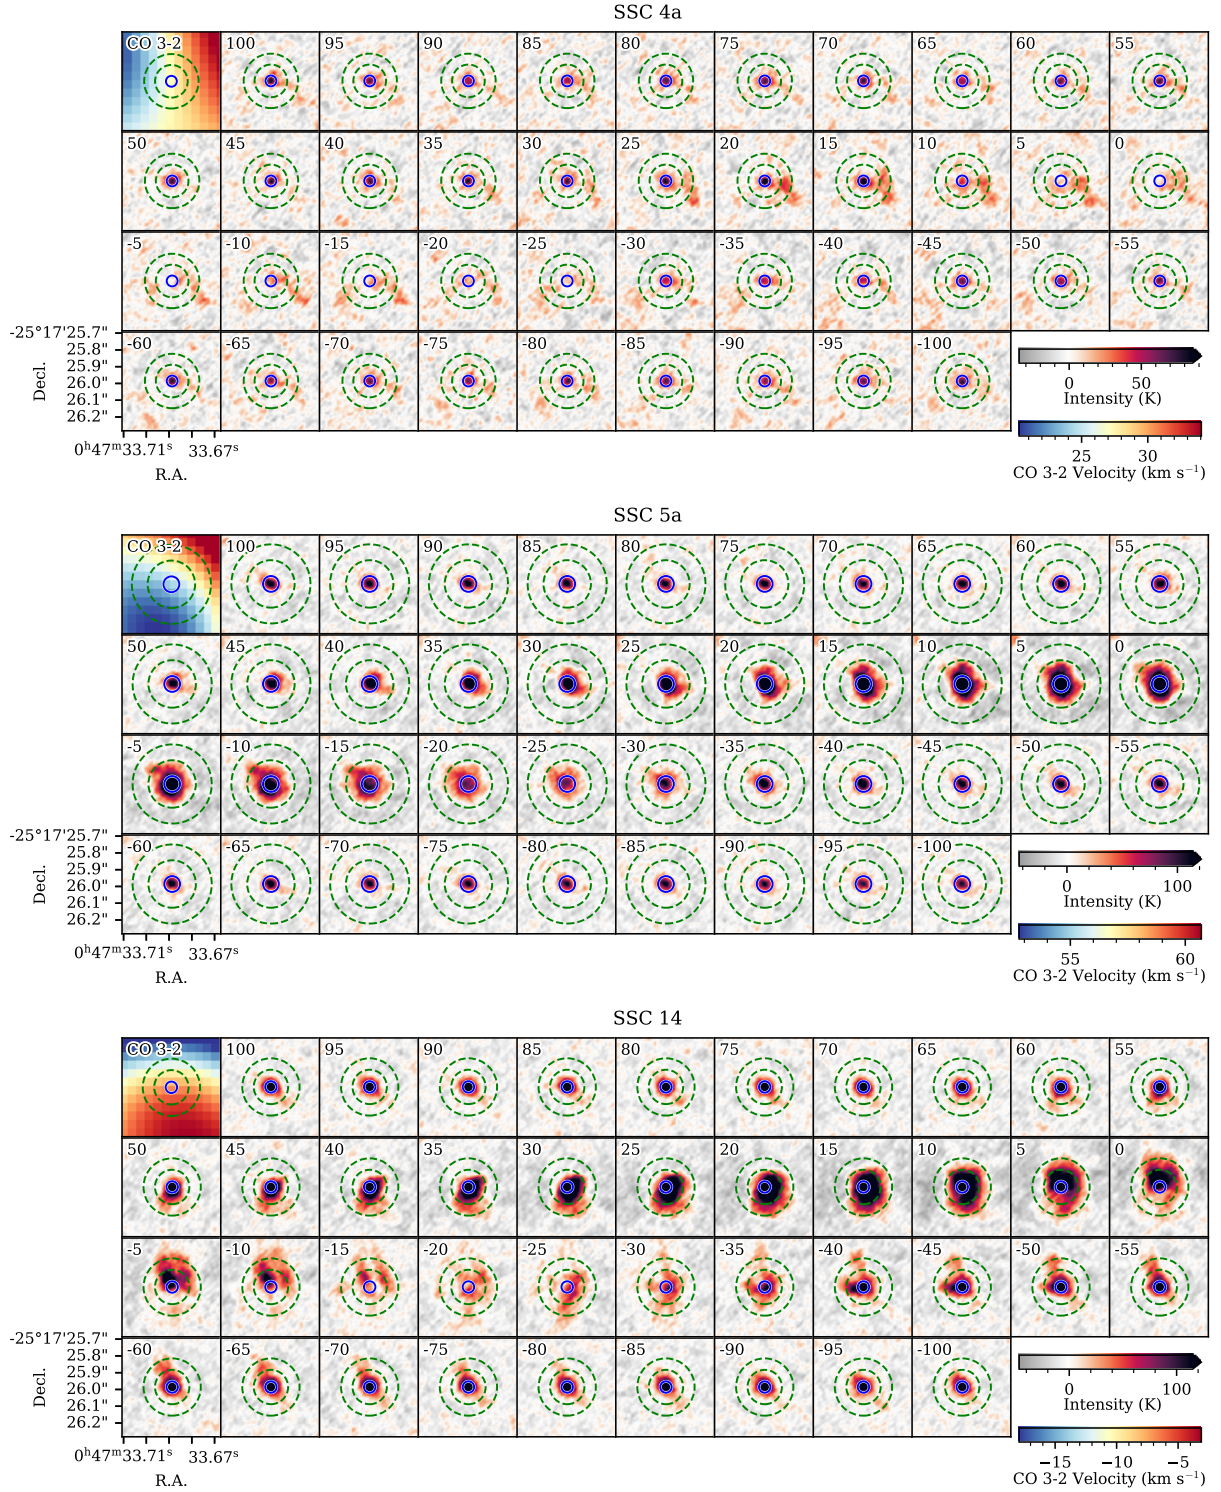 SSC 4a
CO 3-2 100 95 90 85 80 75 70 65 60 55
50 45 40 35 30 25 20 15 10 5 0
-5 -10 -15 -20 -25 -30 -35 -40 -45 -50 -55
-60 -65 -70 -75 -80 -85 -90 -95 -100
-25°17'25.7"
25.8"
25.9"
26.0"
26.1"
26.2"
Decl.
0ʰ47ᵐ33.71ˢ 33.67ˢ
R.A.
0 50
Intensity (K)
25 30
CO 3-2 Velocity (km s⁻¹)
SSC 5a
CO 3-2 100 95 90 85 80 75 70 65 60 55
50 45 40 35 30 25 20 15 10 5 0
-5 -10 -15 -20 -25 -30 -35 -40 -45 -50 -55
-60 -65 -70 -75 -80 -85 -90 -95 -100
-25°17'25.7"
25.8"
25.9"
26.0"
26.1"
26.2"
Decl.
0ʰ47ᵐ33.71ˢ 33.67ˢ
R.A.
0 100
Intensity (K)
55 60
CO 3-2 Velocity (km s⁻¹)
SSC 14
CO 3-2 100 95 90 85 80 75 70 65 60 55
50 45 40 35 30 25 20 15 10 5 0
-5 -10 -15 -20 -25 -30 -35 -40 -45 -50 -55
-60 -65 -70 -75 -80 -85 -90 -95 -100
-25°17'25.7"
25.8"
25.9"
26.0"
26.1"
26.2"
Decl.
0ʰ47ᵐ33.71ˢ 33.67ˢ
R.A.
0 100
Intensity (K)
−15 −10 −5
CO 3-2 Velocity (km s⁻¹)